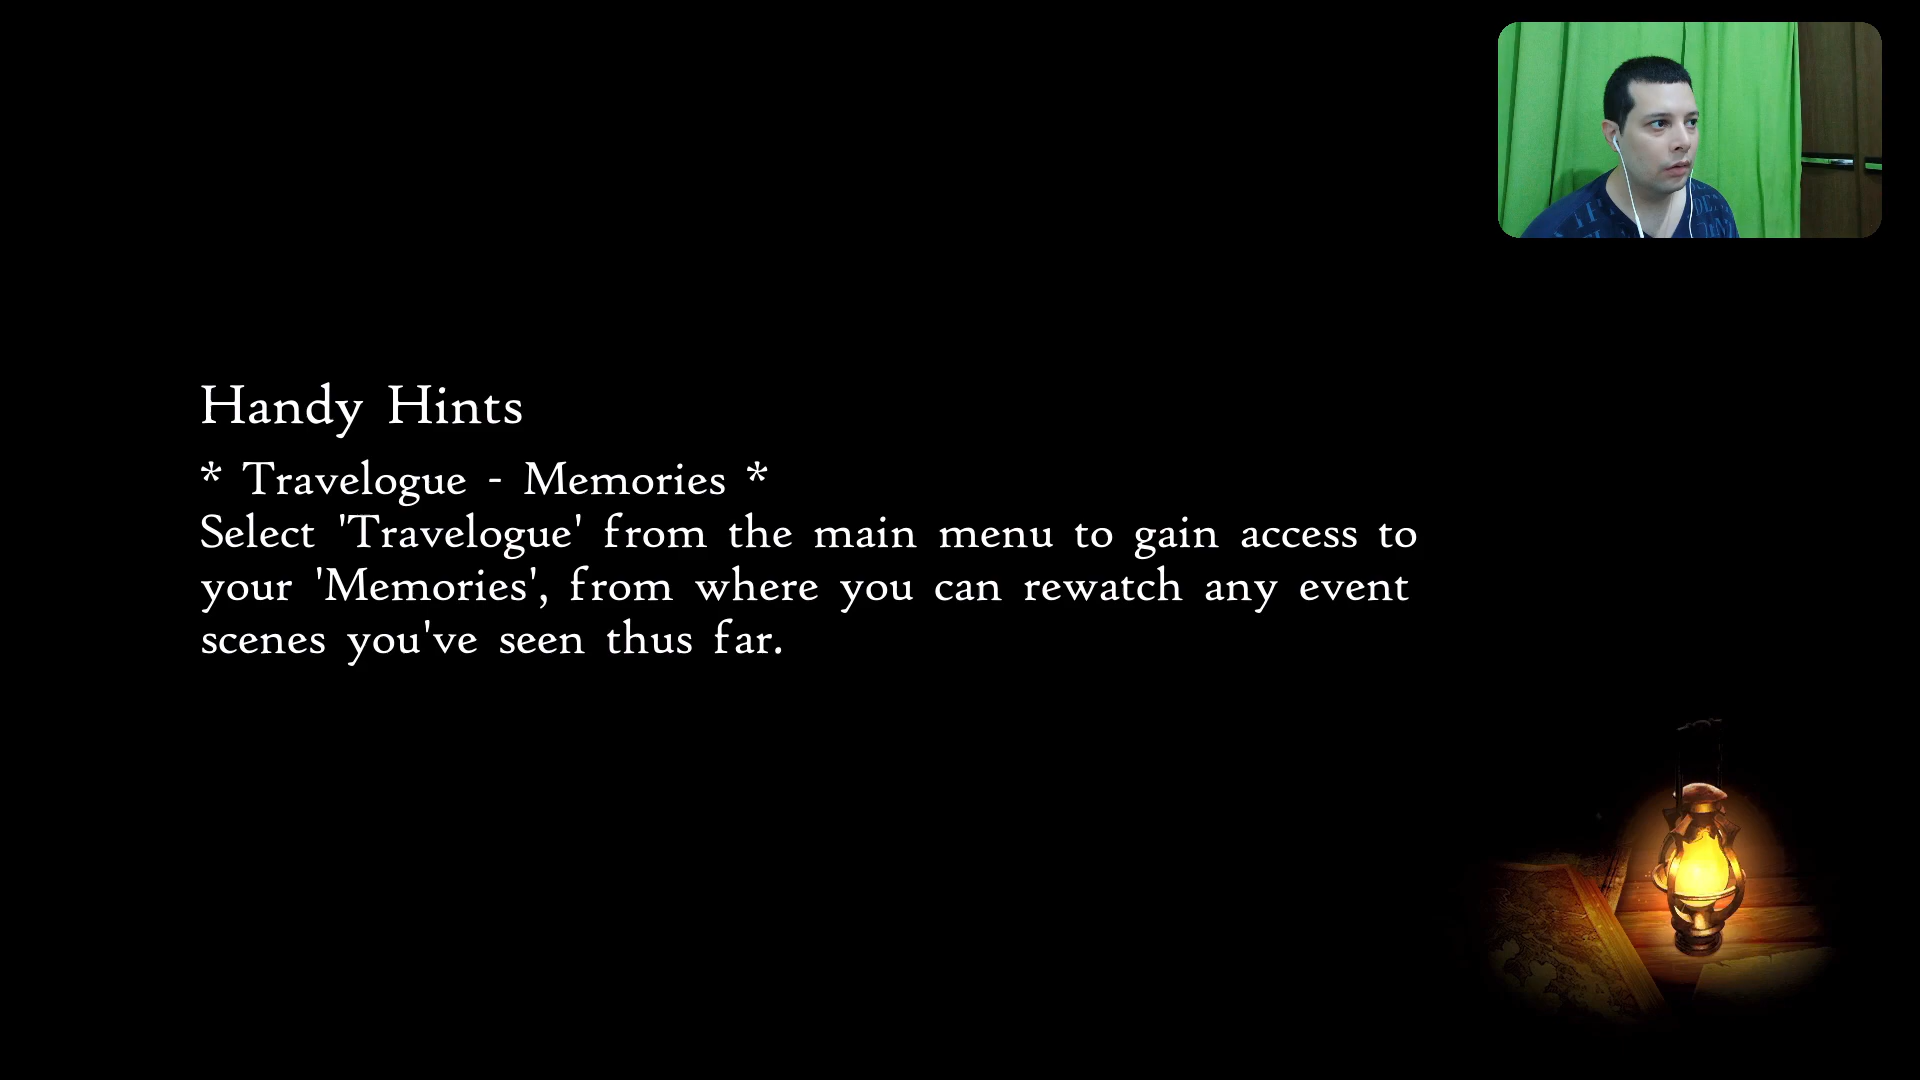 Handy Hints
* Travelogue - Memories *
Select 'Travelogue' from the main menu to gain access to
your 'Memories', from where you can rewatch any event
scenes you've seen thus far.